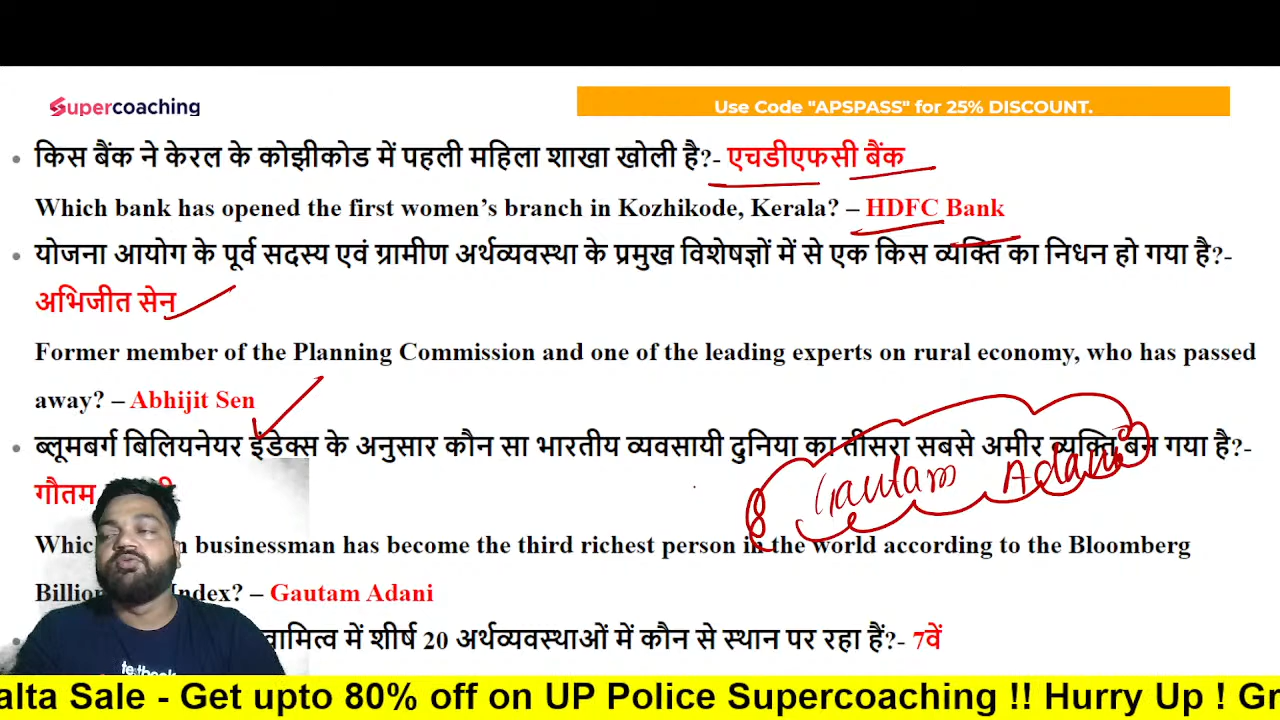 Supercoaching
Use Code "APSPASS" for 25% DISCOUNT.
किस बैंक ने केरल के कोझीकोड में पहली महिला शाखा खोली है?- एचडीएफसी बैंक
Which bank has opened the first women's branch in Kozhikode, Kerala? – HDFC Bank
योजना आयोग के पूर्व सदस्य एवं ग्रामीण अर्थव्यवस्था के प्रमुख विशेषज्ञों में से एक किस व्यक्ति का निधन हो गया है?-
अभिजीत सेन
Former member of the Planning Commission and one of the leading experts on rural economy, who has passed
away? – Abhijit Sen
ब्लूमबर्ग बिलियनेयर इंडेक्स के अनुसार कौन सा भारतीय व्यवसायी दुनिया का तीसरा सबसे अमीर व्यक्ति बन गया है?-
Gautam Adani
गौतम
businessman has become the third richest person in the world according to the Bloomberg
Index? – Gautam Adani
में शीर्ष 20 अर्थव्यवस्थाओं में कौन से स्थान पर रहा हैं?- 7वें
testbook
Sale - Get upto 80% off on UP Police Supercoaching !! Hurry Up !